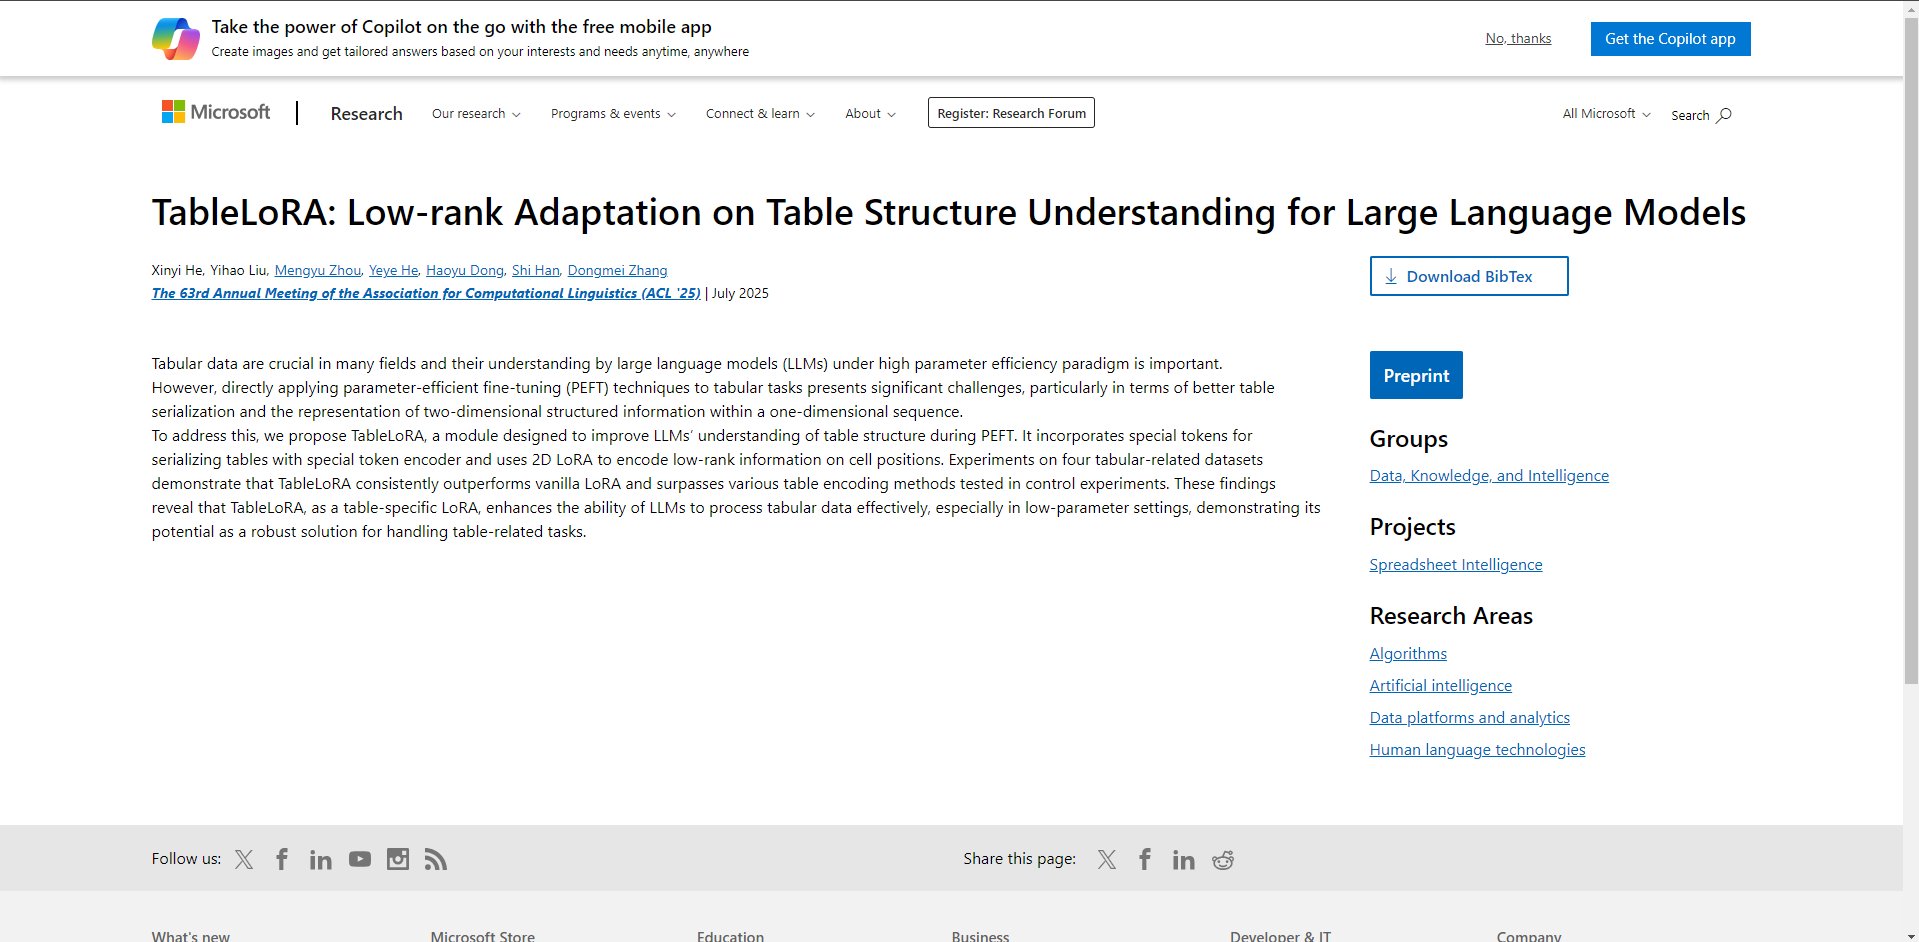 Take the power of Copilot on the go with the free mobile app
Create images and get tailored answers based on your interests and needs anytime, anywhere
No, thanks
Get the Copilot app
Microsoft
Research
Our research
Programs & events
Connect & learn
About
Register: Research Forum
All Microsoft
Search
TableLoRA: Low-rank Adaptation on Table Structure Understanding for Large Language Models
Xinyi He, Yihao Liu, Mengyu Zhou, Yeye He, Haoyu Dong, Shi Han, Dongmei Zhang
The 63rd Annual Meeting of the Association for Computational Linguistics (ACL '25) | July 2025
Tabular data are crucial in many fields and their understanding by large language models (LLMs) under high parameter efficiency paradigm is important.
However, directly applying parameter-efficient fine-tuning (PEFT) techniques to tabular tasks presents significant challenges, particularly in terms of better table
serialization and the representation of two-dimensional structured information within a one-dimensional sequence.
To address this, we propose TableLoRA, a module designed to improve LLMs’ understanding of table structure during PEFT. It incorporates special tokens for
serializing tables with special token encoder and uses 2D LoRA to encode low-rank information on cell positions. Experiments on four tabular-related datasets
demonstrate that TableLoRA consistently outperforms vanilla LoRA and surpasses various table encoding methods tested in control experiments. These findings
reveal that TableLoRA, as a table-specific LoRA, enhances the ability of LLMs to process tabular data effectively, especially in low-parameter settings, demonstrating its
potential as a robust solution for handling table-related tasks.
Download BibTex
Preprint
Groups
Data, Knowledge, and Intelligence
Projects
Spreadsheet Intelligence
Research Areas
Algorithms
Artificial intelligence
Data platforms and analytics
Human language technologies
Follow us:
Share this page:
What's new
Microsoft Store
Education
Business
Developer & IT
Company